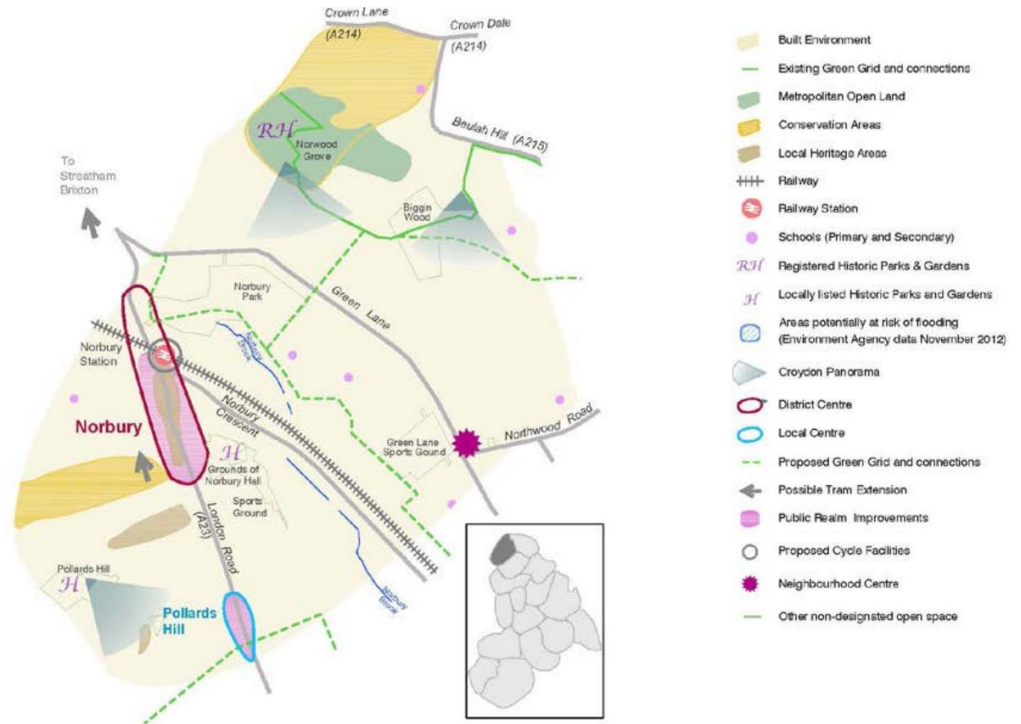 Crown Lane
(A214)
Crown Dale
(A214)
Beulah Hill (A215)
RH
Norwood
Grove
To
Streatham
Brixton
Biggin
Wood
Norbury
Park
Green Lane
Norbury
Brook
Norbury
Station
Norbury
Norbury
Crescent
Green Lane
Sports Gound
Northwood Road
H
Grounds of
Norbury Hall
Sports
Ground
London Road
(A23)
Pollards Hill
H
Pollards
Hill
Norbury
Brook
Built Environment
Existing Green Grid and connections
Metropolitan Open Land
Conservation Areas
Local Heritage Areas
Railway
Railway Station
Schools (Primary and Secondary)
RH Registered Historic Parks & Gardens
H Locally listed Historic Parks and Gardens
Areas potentially at risk of flooding
(Environment Agency data November 2012)
Croydon Panorama
District Centre
Local Centre
Proposed Green Grid and connections
Possible Tram Extension
Public Realm Improvements
Proposed Cycle Facilities
Neighbourhood Centre
Other non-designated open space